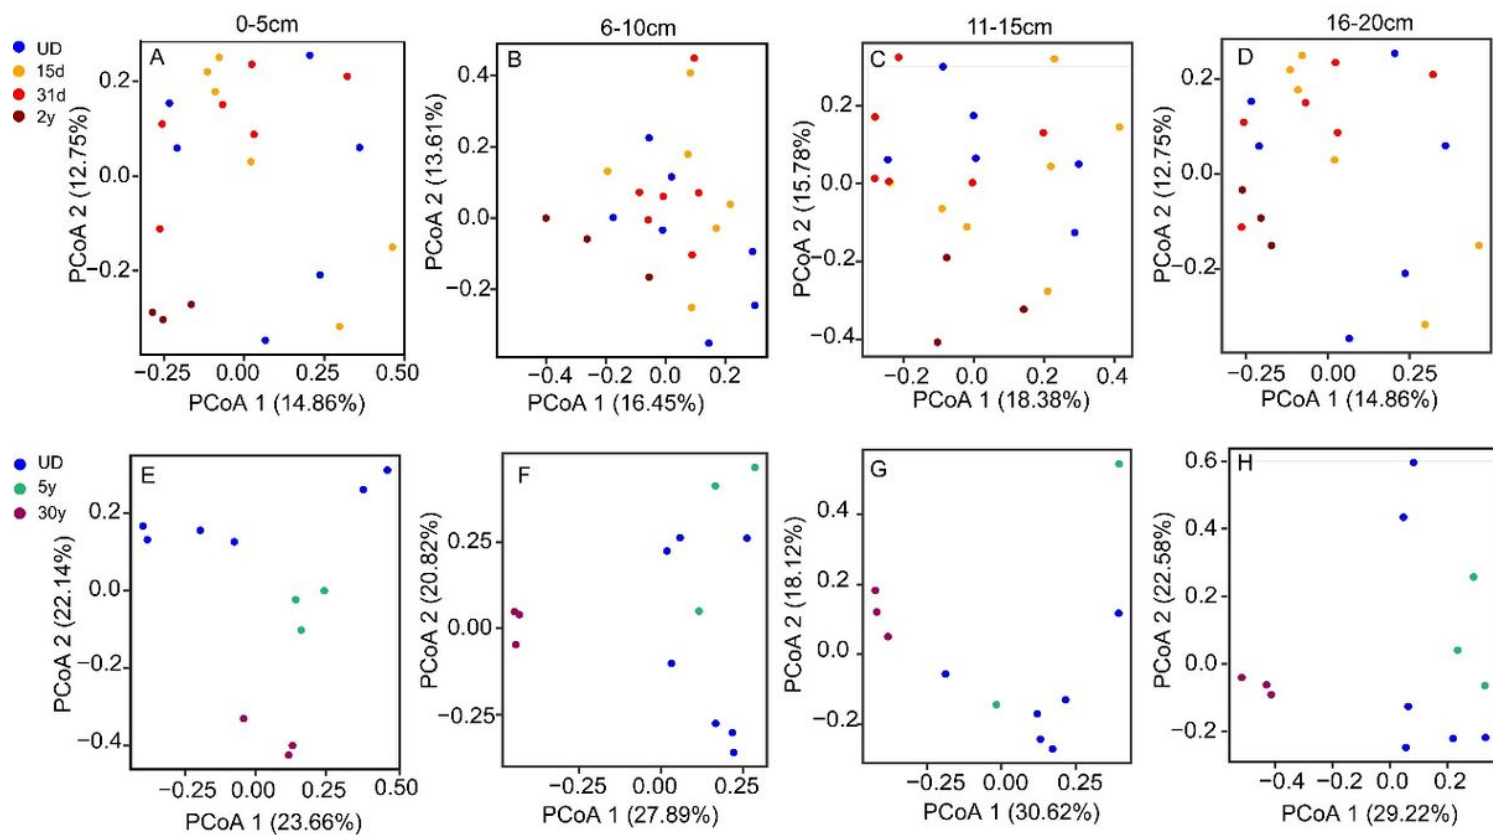 0-5cm
6-10cm
11-15cm
16-20cm
UD
15d
31d
2y
A
0.2
0.0
−0.2
PCoA 2 (12.75%)
−0.25
0.00
0.25
0.50
PCoA 1 (14.86%)
B
0.4
0.2
0.0
−0.2
PCoA 2 (13.61%)
−0.4
−0.2
0.0
0.2
PCoA 1 (16.45%)
C
0.2
0.0
−0.2
−0.4
PCoA 2 (15.78%)
−0.2
0.0
0.2
0.4
PCoA 1 (18.38%)
D
0.2
0.0
−0.2
PCoA 2 (12.75%)
−0.25
0.00
0.25
PCoA 1 (14.86%)
UD
5y
30y
E
0.2
0.0
−0.2
−0.4
PCoA 2 (22.14%)
−0.25
0.00
0.25
0.50
PCoA 1 (23.66%)
F
0.25
0.00
−0.25
PCoA 2 (20.82%)
−0.25
0.00
0.25
PCoA 1 (27.89%)
G
0.4
0.2
0.0
−0.2
PCoA 2 (18.12%)
−0.25
0.00
0.25
PCoA 1 (30.62%)
H
0.6
0.4
0.2
0.0
−0.2
PCoA 2 (22.58%)
−0.4
−0.2
0.0
0.2
PCoA 1 (29.22%)